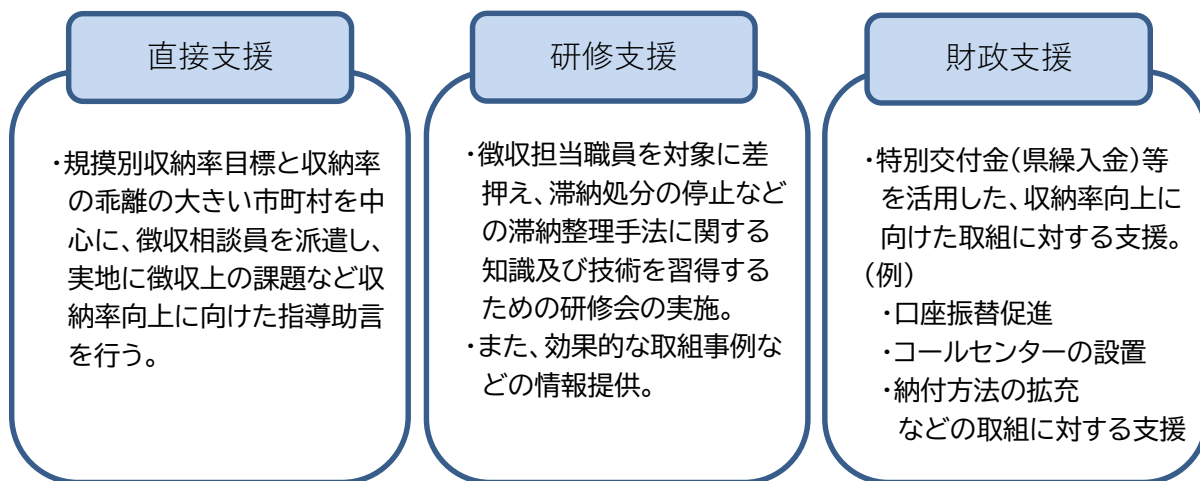 直接支援
・規摸別収納率目標と収納率
の乖離の大きい市町村を中
心に、徴収相談員を派遣し、
実地に徴収上の課題など収
納率向上に向けた指導助言
を行う。
研修支援
・徴収担当職員を対象に差
押え、滞納処分の停止など
の滞納整理手法に関する
知識及び技術を習得する
ための研修会の実施。
・また、効果的な取組事例な
どの情報提供。
財政支援
・特別交付金(県繰入金)等
を活用した、収納率向上に
向けた取組に対する支援。
(例)
・口座振替促進
・コールセンターの設置
・納付方法の拡充
などの取組に対する支援